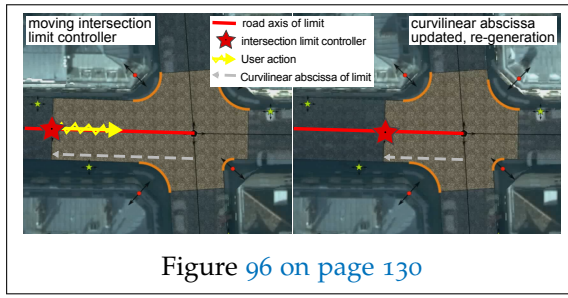 moving intersection
limit controller
road axis of limit
intersection limit controller
User action
Curvilinear abscissa of limit
curvilinear abscissa
updated, re-generation
Figure 96 on page 130